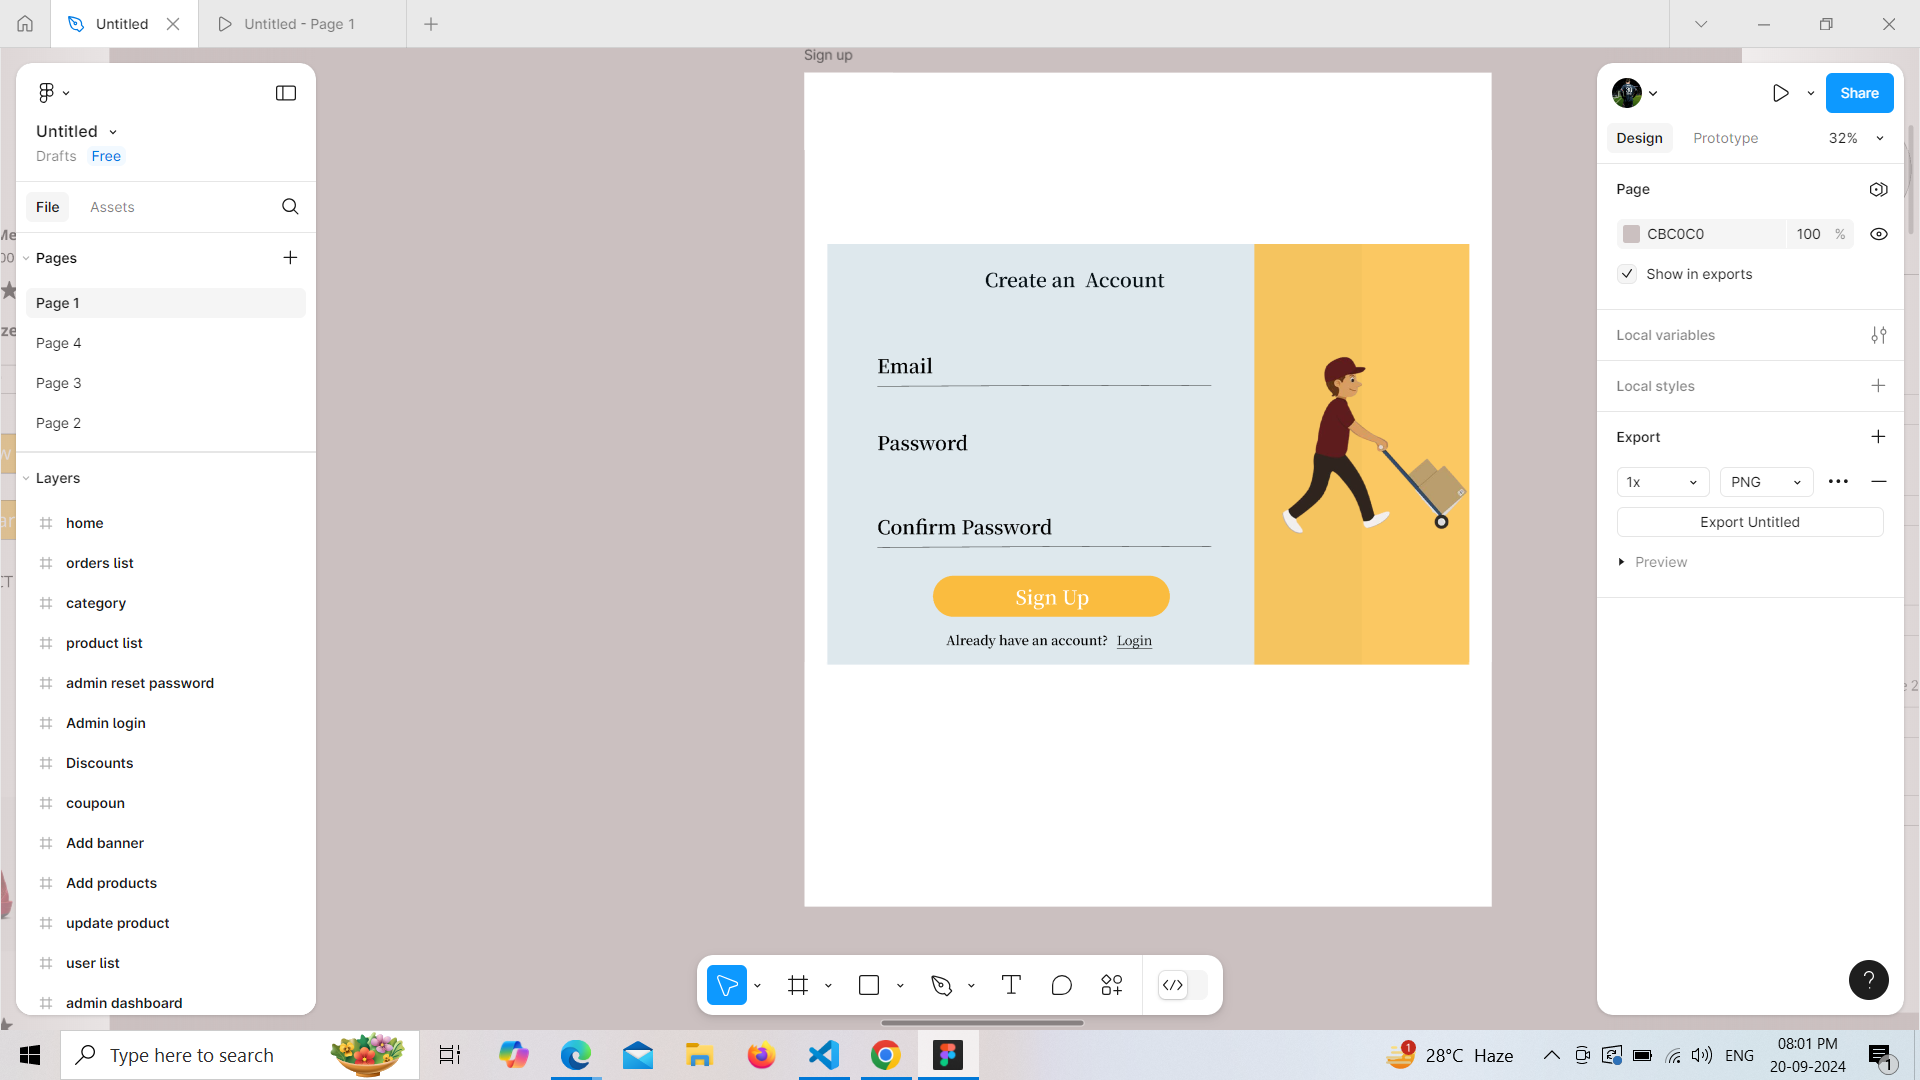 Untitled
Untitled - Page 1
Sign up
Untitled
Drafts Free
File Assets
Pages
Page 1
Page 4
Page 3
Page 2
Layers
home
orders list
category
product list
admin reset password
Admin login
Discounts
coupoun
Add banner
Add products
update product
user list
admin dashboard
Create an Account
Email
Password
Confirm Password
Sign Up
Already have an account? Login
Share
Design Prototype 32%
Page
CBC0C0 100 %
Show in exports
Local variables
Local styles
Export
1x PNG
Export Untitled
Preview
?
Type here to search
1
28°C Haze
ENG
08:01 PM
20-09-2024
1